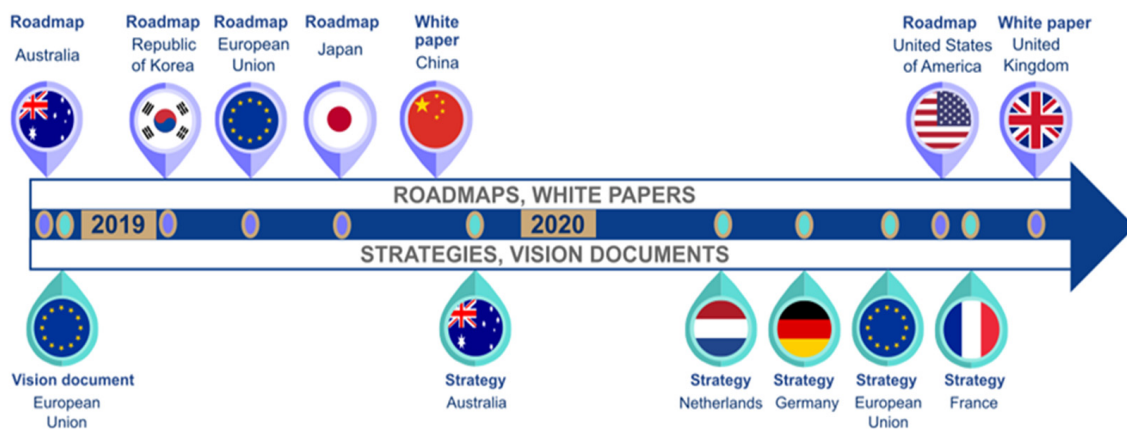 Roadmap
Australia
Roadmap
Republic
of Korea
Roadmap
European
Union
Roadmap
Japan
White
paper
China
Roadmap
United States
of America
White paper
United
Kingdom
ROADMAPS, WHITE PAPERS
2019
2020
STRATEGIES, VISION DOCUMENTS
Vision document
European
Union
Strategy
Australia
Strategy
Netherlands
Strategy
Germany
Strategy
European
Union
Strategy
France